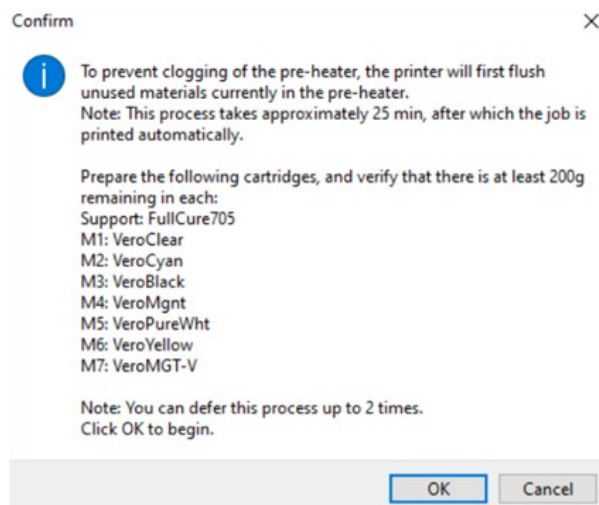 Confirm
To prevent clogging of the pre-heater, the printer will first flush
unused materials currently in the pre-heater.
Note: This process takes approximately 25 min, after which the job is
printed automatically.
Prepare the following cartridges, and verify that there is at least 200g
remaining in each:
Support: FullCure705
M1: VeroClear
M2: VeroCyan
M3: VeroBlack
M4: VeroMgnt
M5: VeroPureWht
M6: VeroYellow
M7: VeroMGT-V
Note: You can defer this process up to 2 times.
Click OK to begin.
OK
Cancel